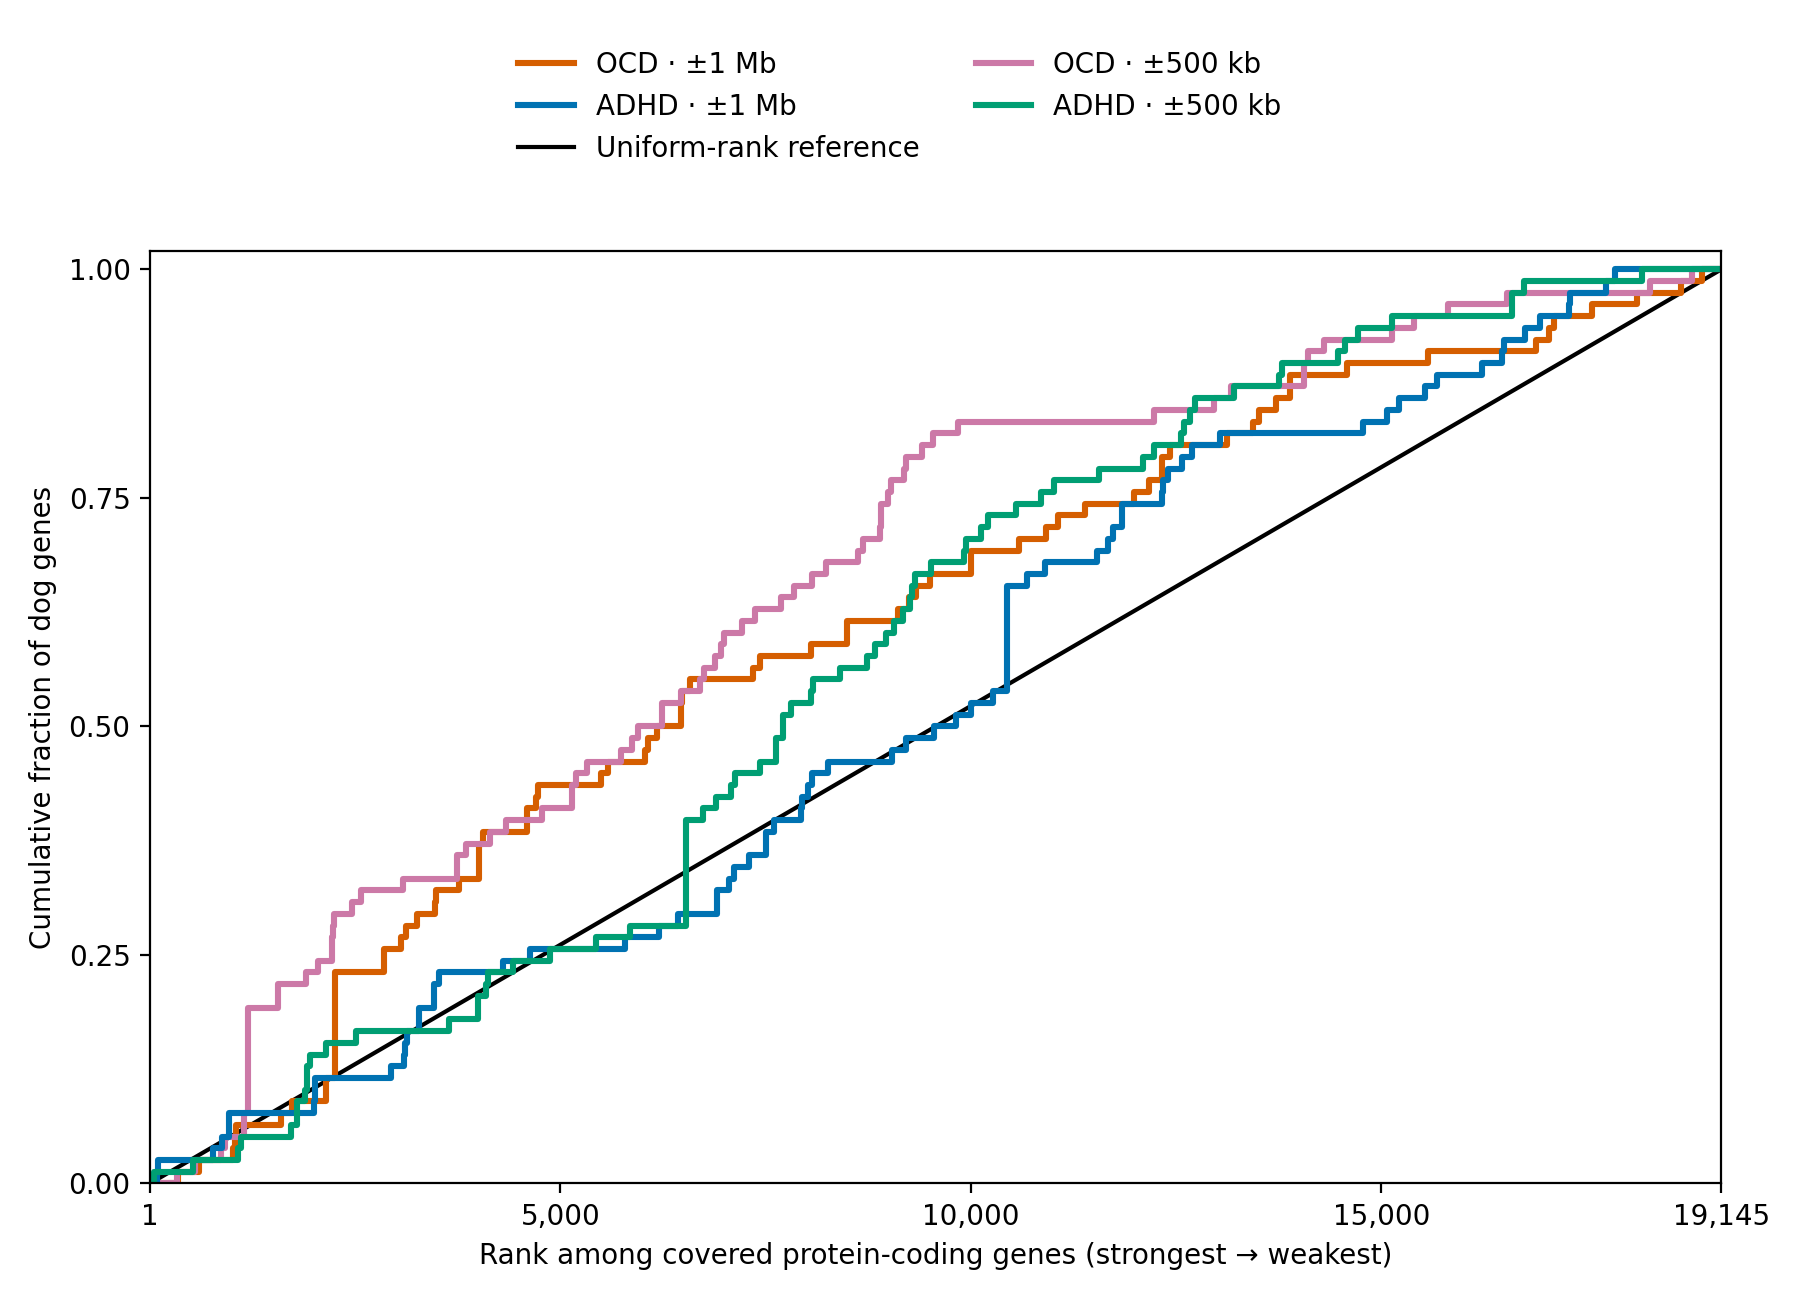 OCD · ±1 Mb
ADHD · ±1 Mb
Uniform-rank reference
OCD · ±500 kb
ADHD · ±500 kb
1.00
0.75
0.50
0.25
0.00
Cumulative fraction of dog genes
1
5,000
10,000
15,000
19,145
Rank among covered protein-coding genes (strongest → weakest)